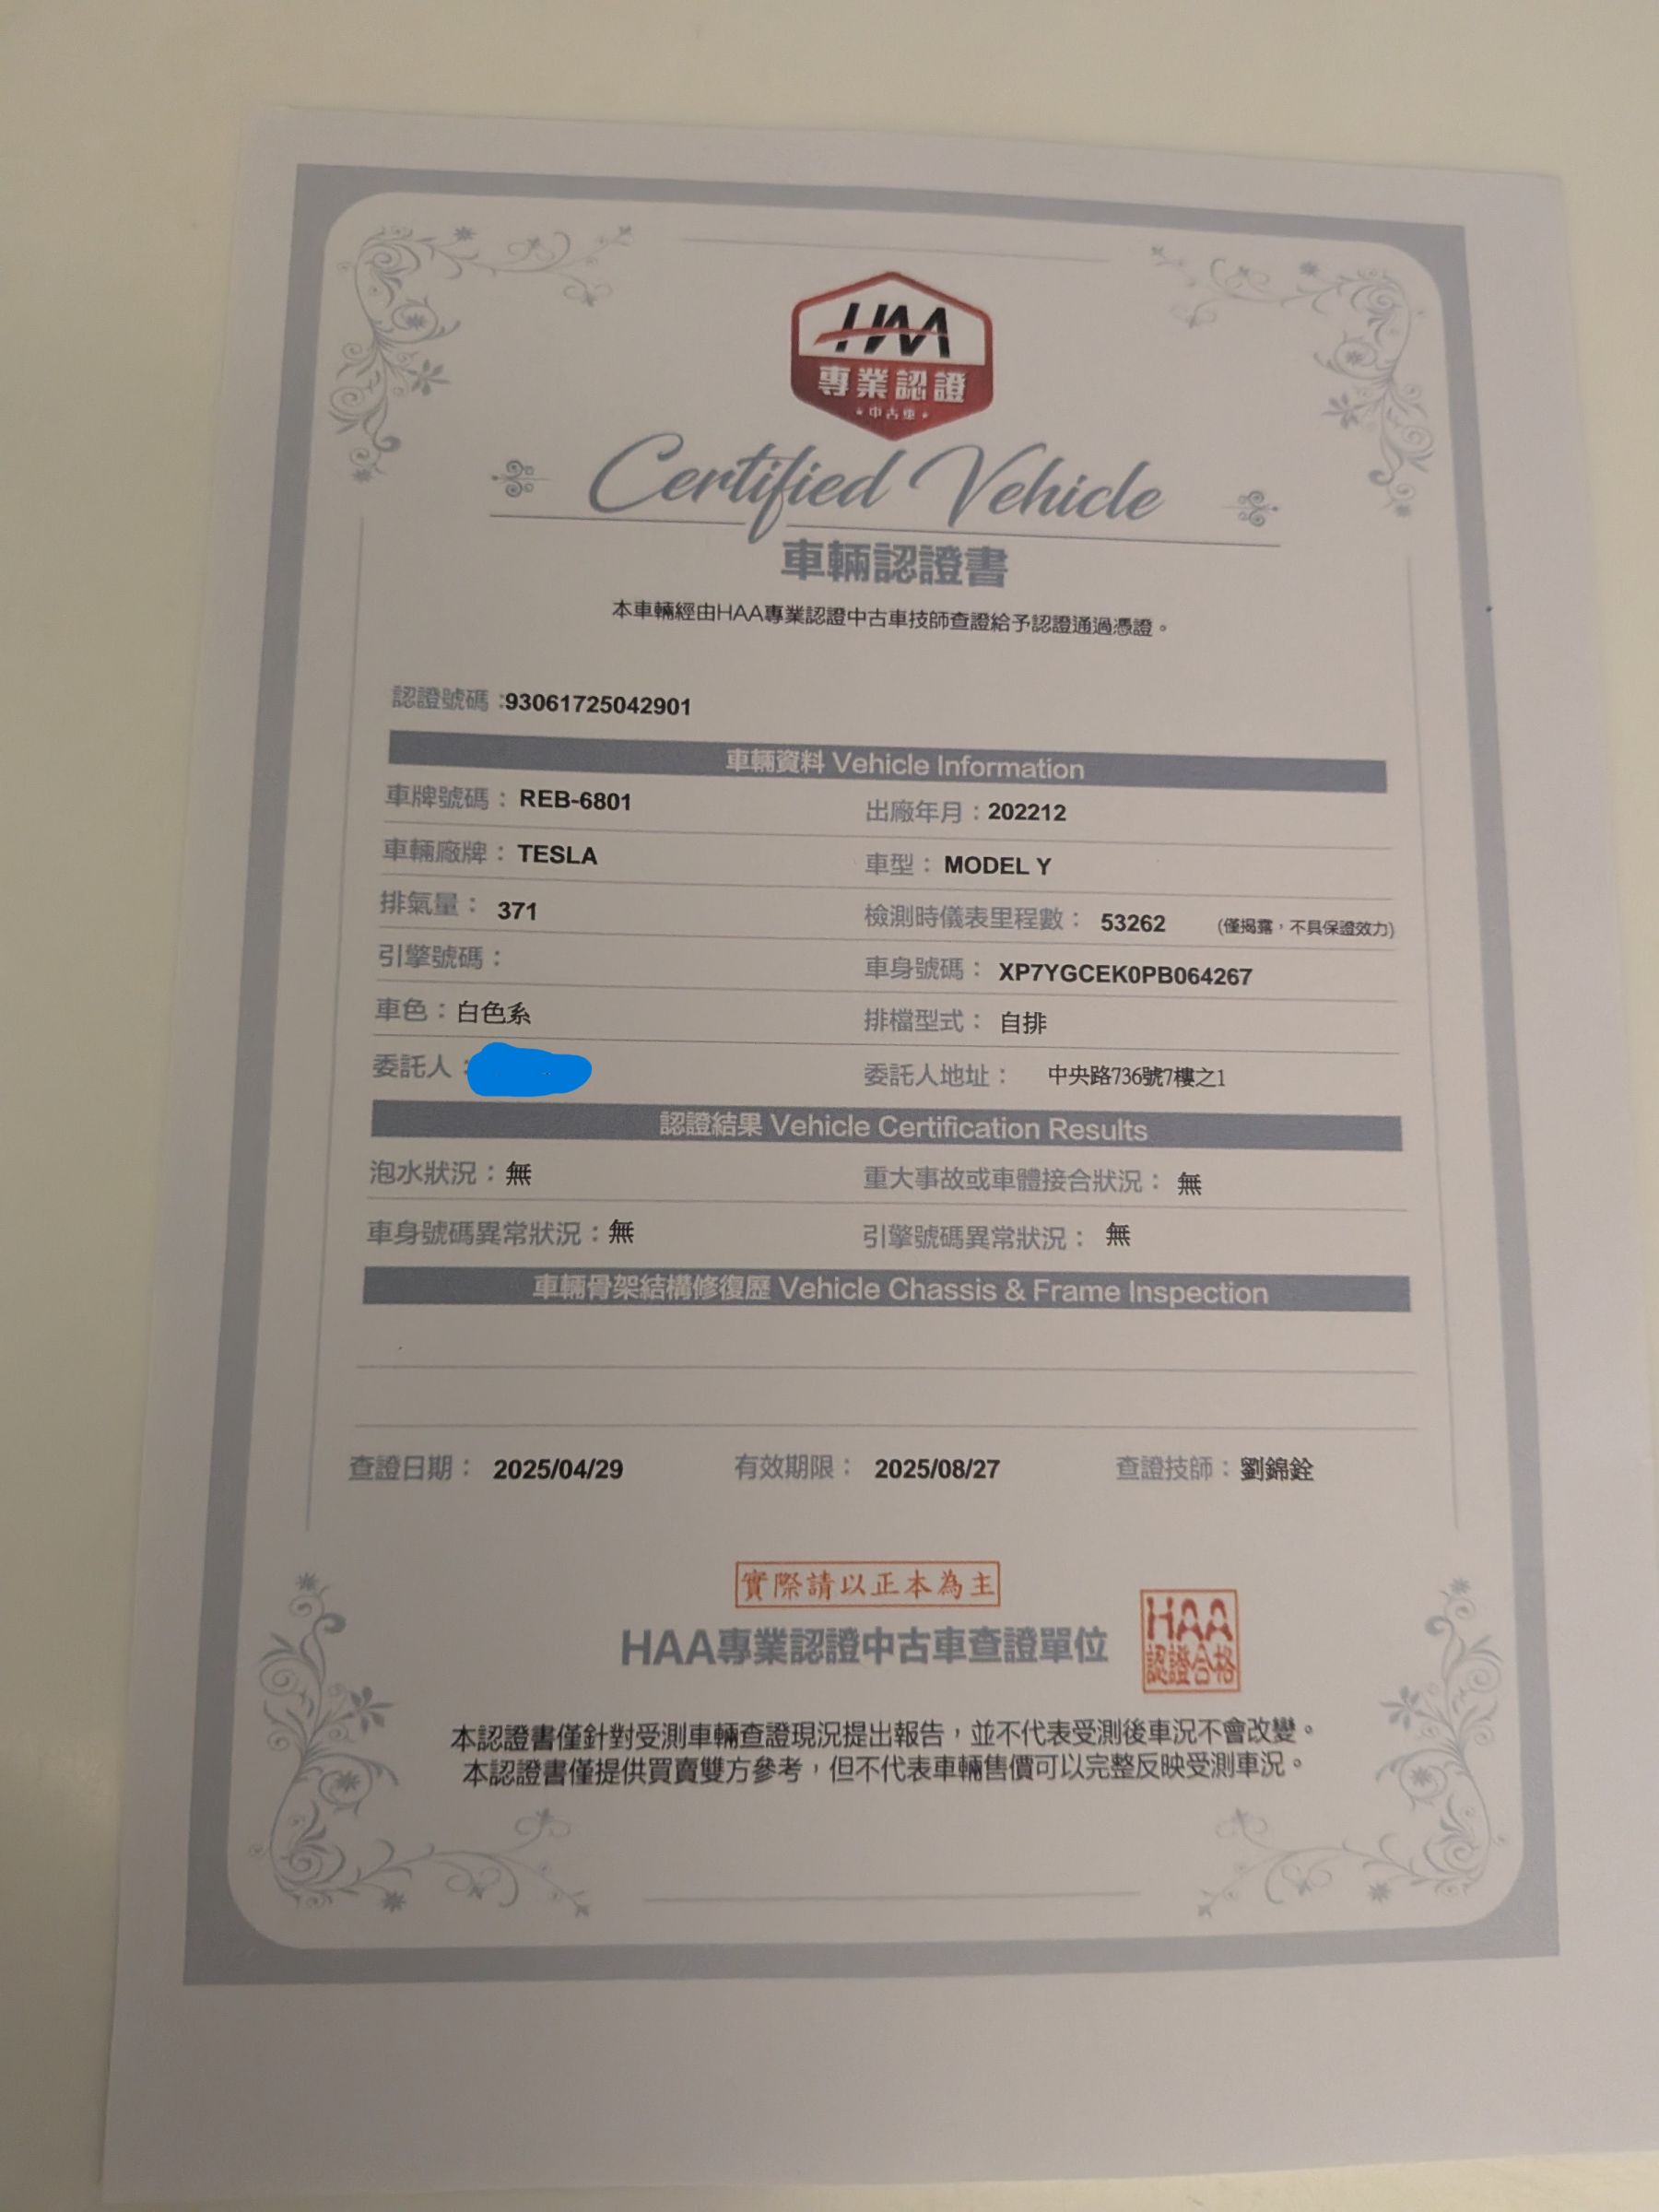 HAA
專業認證
★中古車★
Certified Vehicle
車輛認證書
本車輛經由HAA專業認證中古車技師查證給予認證通過憑證。
認證號碼:93061725042901
車輛資料 Vehicle Information
車牌號碼：REB-6801 出廠年月：202212
車輛廠牌：TESLA 車型：MODEL Y
排氣量：371 檢測時儀表里程數：53262 (僅揭露，不具保證效力)
引擎號碼： 車身號碼：XP7YGCEK0PB064267
車色：白色系 排檔型式：自排
委託人： 委託人地址：中央路736號7樓之1
認證結果 Vehicle Certification Results
泡水狀況：無 重大事故或車體接合狀況：無
車身號碼異常狀況：無 引擎號碼異常狀況：無
車輛骨架結構修復歷 Vehicle Chassis & Frame Inspection
查證日期：2025/04/29 有效期限：2025/08/27 查證技師：劉錦銓
實際請以正本為主
HAA專業認證中古車查證單位
HAA
認證合格
本認證書僅針對受測車輛查證現況提出報告，並不代表受測後車況不會改變。
本認證書僅提供買賣雙方參考，但不代表車輛售價可以完整反映受測車況。